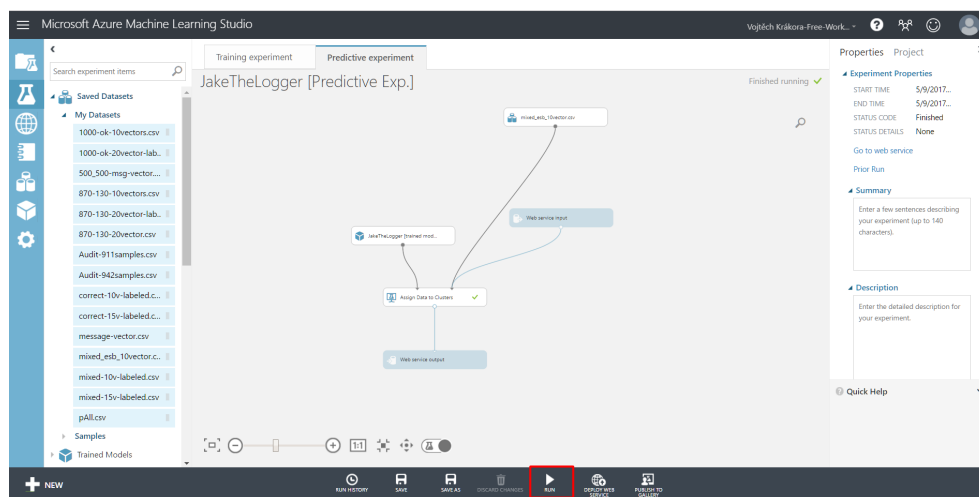 Microsoft Azure Machine Learning Studio
Vojtěch Krákora-Free-Work...
?
Search experiment items
Saved Datasets
My Datasets
1000-ok-10vectors.csv
1000-ok-20vector-lab..
500_500-msg-vector....
870-130-10vectors.csv
870-130-20vector-lab..
870-130-20vector.csv
Audit-911samples.csv
Audit-942samples.csv
correct-10v-labeled.c...
correct-15v-labeled.c...
message-vector.csv
mixed_esb_10vector.c...
mixed-10v-labeled.csv
mixed-15v-labeled.csv
pAll.csv
Samples
Trained Models
Training experiment
Predictive experiment
JakeTheLogger [Predictive Exp.]
Finished running
mixed_esb_10vector.csv
Web service input
JakeTheLogger [trained mod...
Assign Data to Clusters
Web service output
1:1
Properties Project
Experiment Properties
START TIME 5/9/2017...
END TIME 5/9/2017...
STATUS CODE Finished
STATUS DETAILS None
Go to web service
Prior Run
Summary
Enter a few sentences describing
your experiment (up to 140
characters).
Description
Enter the detailed description for
your experiment.
Quick Help
NEW
RUN HISTORY
SAVE
SAVE AS
DISCARD CHANGES
RUN
DEPLOY WEB
SERVICE
PUBLISH TO
GALLERY